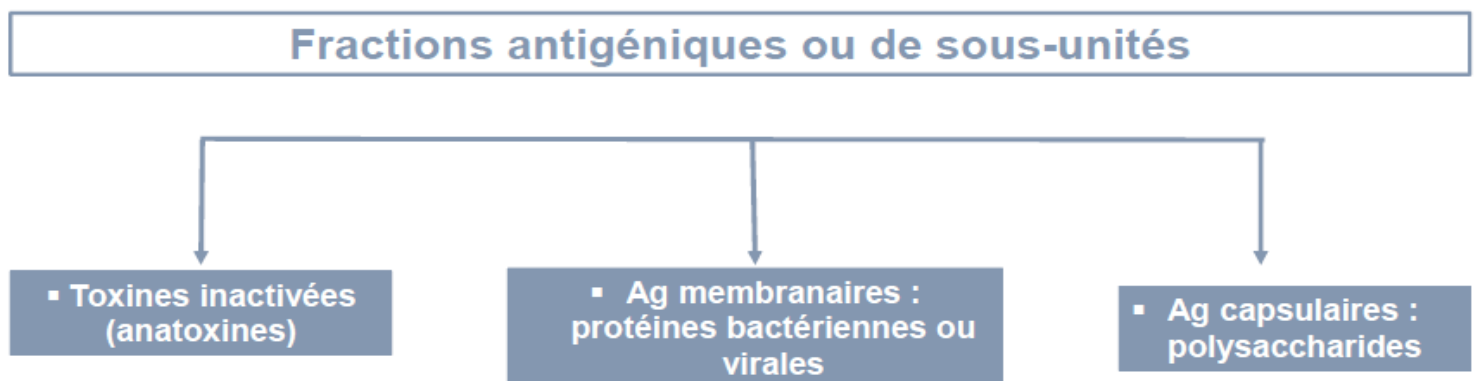 Fractions antigéniques ou de sous-unités
▪ Toxines inactivées
(anatoxines)
▪ Ag membranaires :
protéines bactériennes ou
virales
▪ Ag capsulaires :
polysaccharides